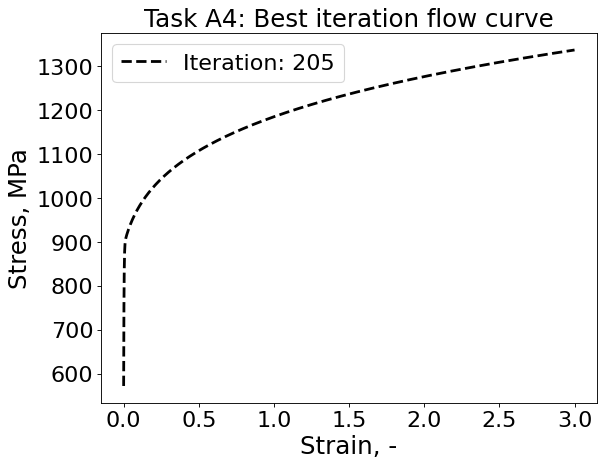 Task A4: Best iteration flow curve
Iteration: 205
Stress, MPa
1300
1200
1100
1000
900
800
700
600
0.0 0.5 1.0 1.5 2.0 2.5 3.0
Strain, -